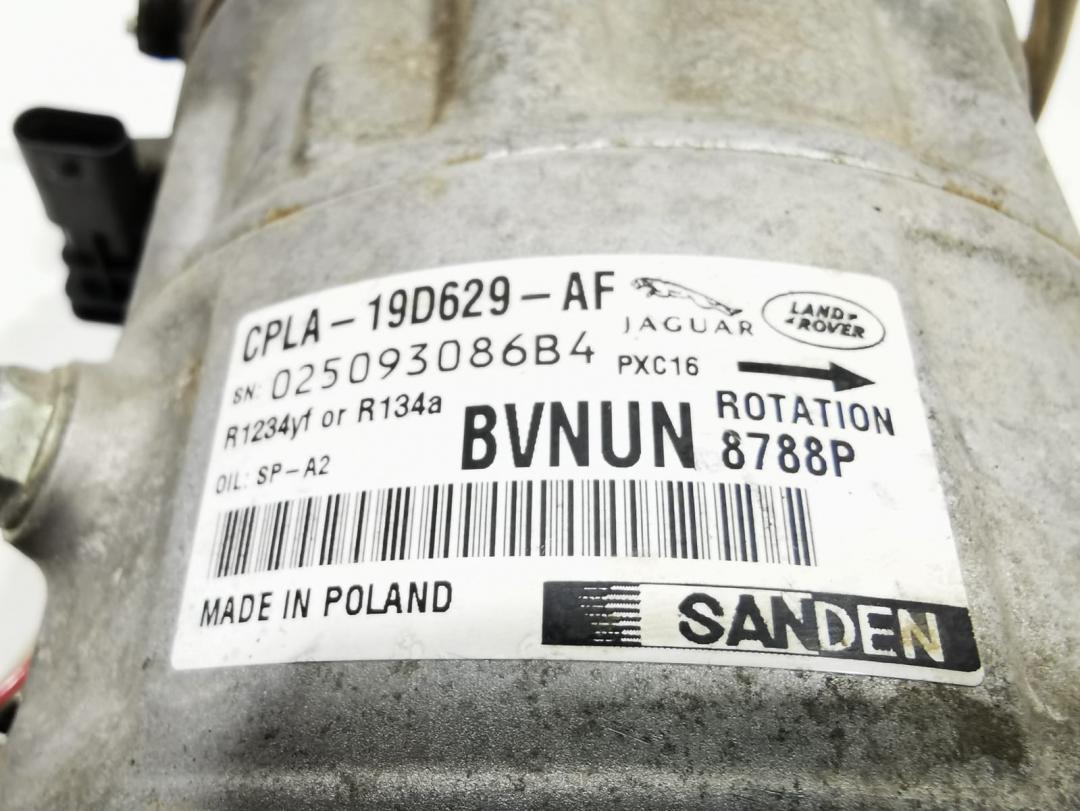 CPLA-19D629-AF
JAGUAR
LAND-
-ROVER
SN: 025093086B4
PXC16
R1234yf or R134a
BVNUN
ROTATION
8788P
OIL: SP-A2
MADE IN POLAND
SANDEN